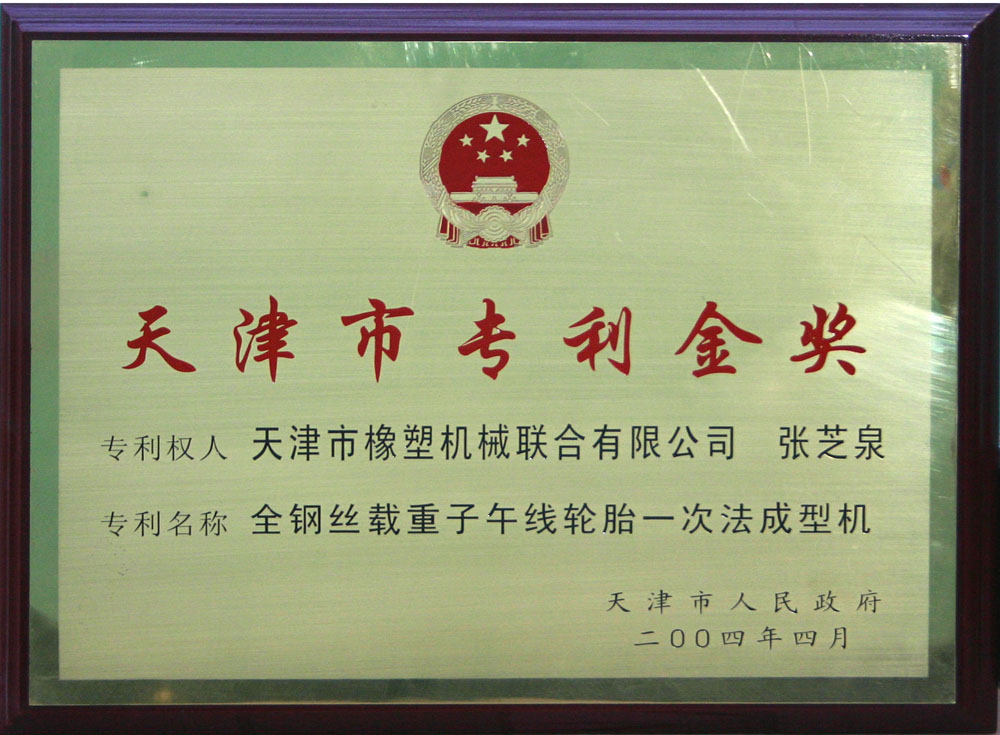 天津市专利金奖
专利权人 天津市橡塑机械联合有限公司 张芝泉
专利名称 全钢丝载重子午线轮胎一次法成型机
天津市人民政府
二〇〇四年四月